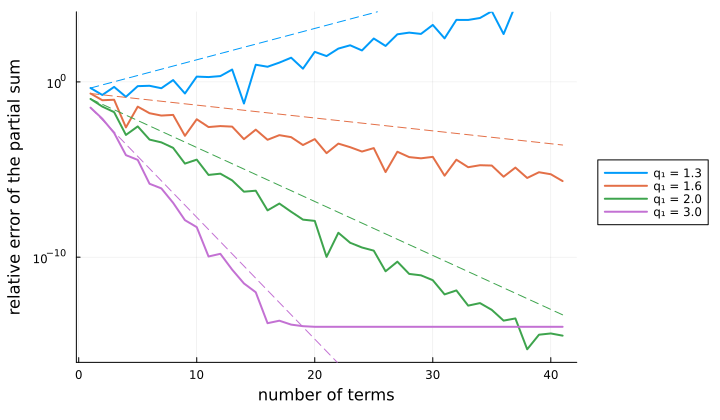 relative error of the partial sum
10⁰
10⁻¹⁰
0 10 20 30 40
number of terms
q₁ = 1.3
q₁ = 1.6
q₁ = 2.0
q₁ = 3.0